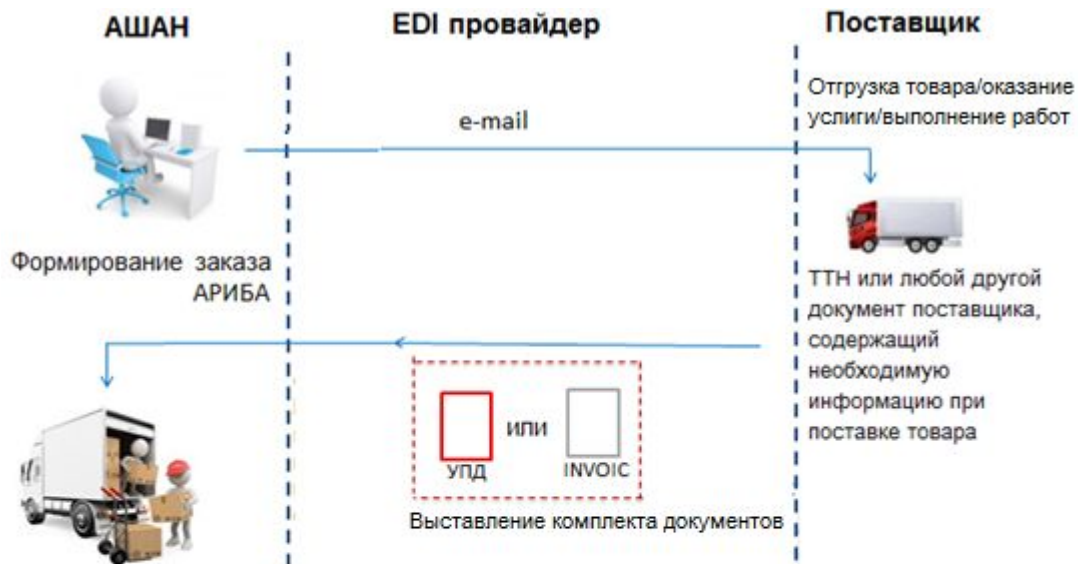 АШАН
EDI провайдер
Поставщик
Отгрузка товара/оказание
услиги/выполнение работ
e-mail
Формирование заказа
АРИБА
ТТН или любой другой
документ поставщика,
содержащий
необходимую
информацию при
поставке товара
или
УПД
INVOIC
Выставление комплекта документов